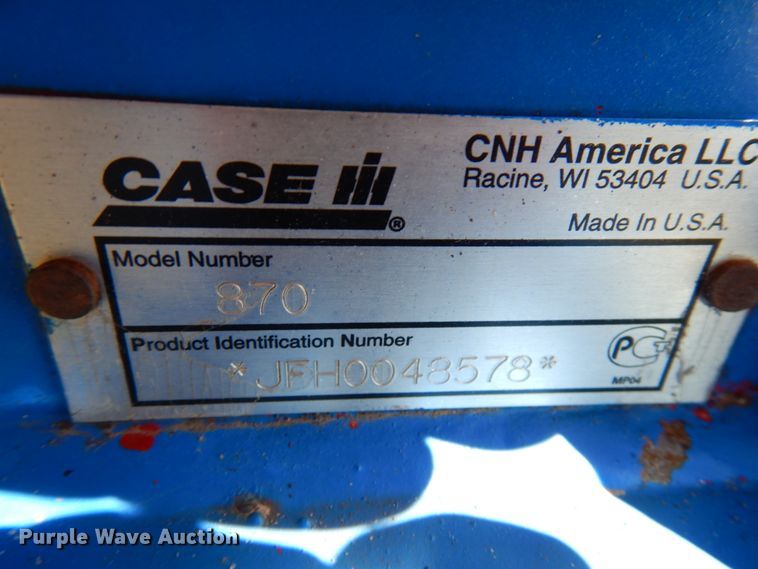 CASE IH
®
CNH America LLC
Racine, WI 53404 U.S.A.
Made In U.S.A.
Model Number
870
Product Identification Number
*JFH0048578*
PCT
MP04
Purple Wave Auction